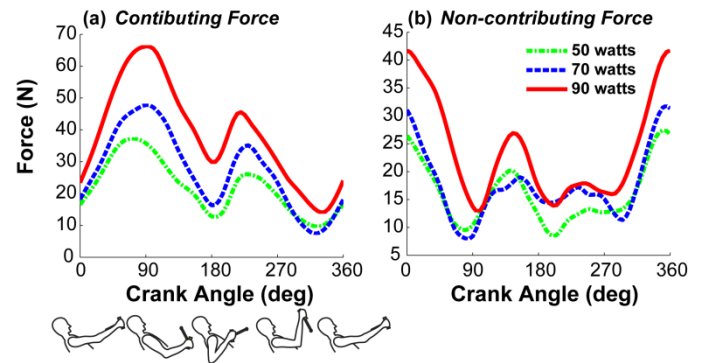 (a) Contibuting Force
(b) Non-contributing Force
Force (N)
70
60
50
40
30
20
10
0
0 90 180 270 360
Crank Angle (deg)
45
40
35
30
25
20
15
10
5
50 watts
70 watts
90 watts
0 90 180 270 360
Crank Angle (deg)